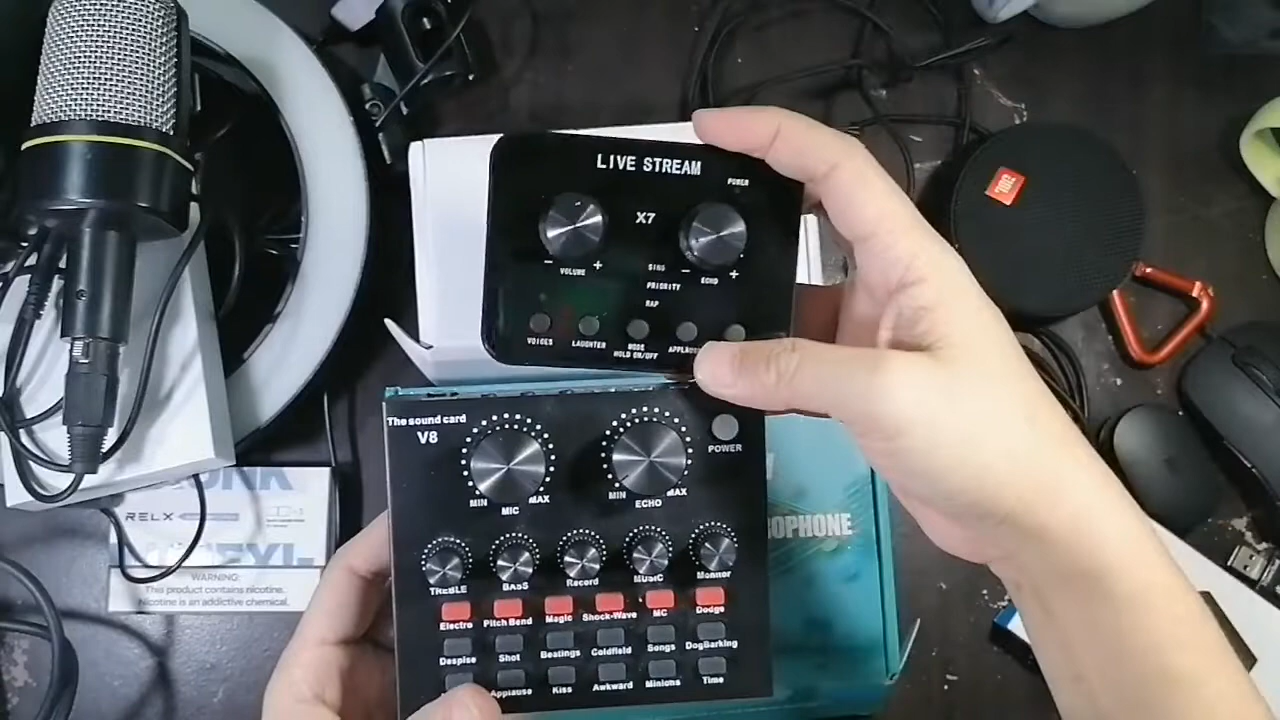 LIVE STREAM
POWER
X7
- VOLUME +
SING
PRIORITY
RAP
- ECHO +
VOICES
LAUGHTER
MODE
HOLD ON/OFF
JBL
The sound card
V8
POWER
MIN MAX
MIC
MIN MAX
ECHO
TREBLE BASS Record MUSIC Monitor
Electro Pitch Bend Magic Shock-Wave MC Dodge
Despise Shot Beatings Coldfield Songs DogBarking
Applause Kiss Awkward Minions Time
RELX
WARNING:
This product contains nicotine.
Nicotine is an addictive chemical.